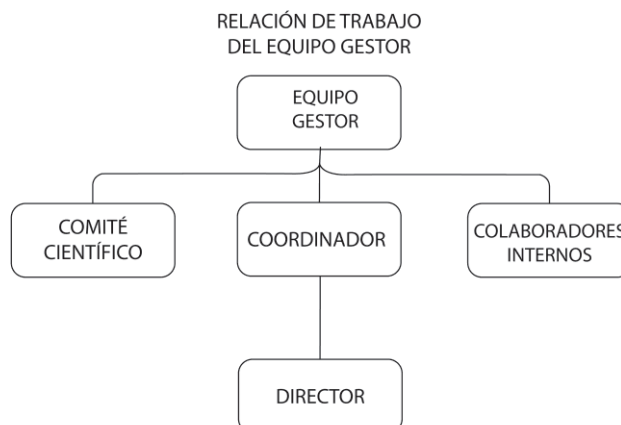 RELACIÓN DE TRABAJO
DEL EQUIPO GESTOR
EQUIPO
GESTOR
COMITÉ
CIENTÍFICO
COORDINADOR
COLABORADORES
INTERNOS
DIRECTOR